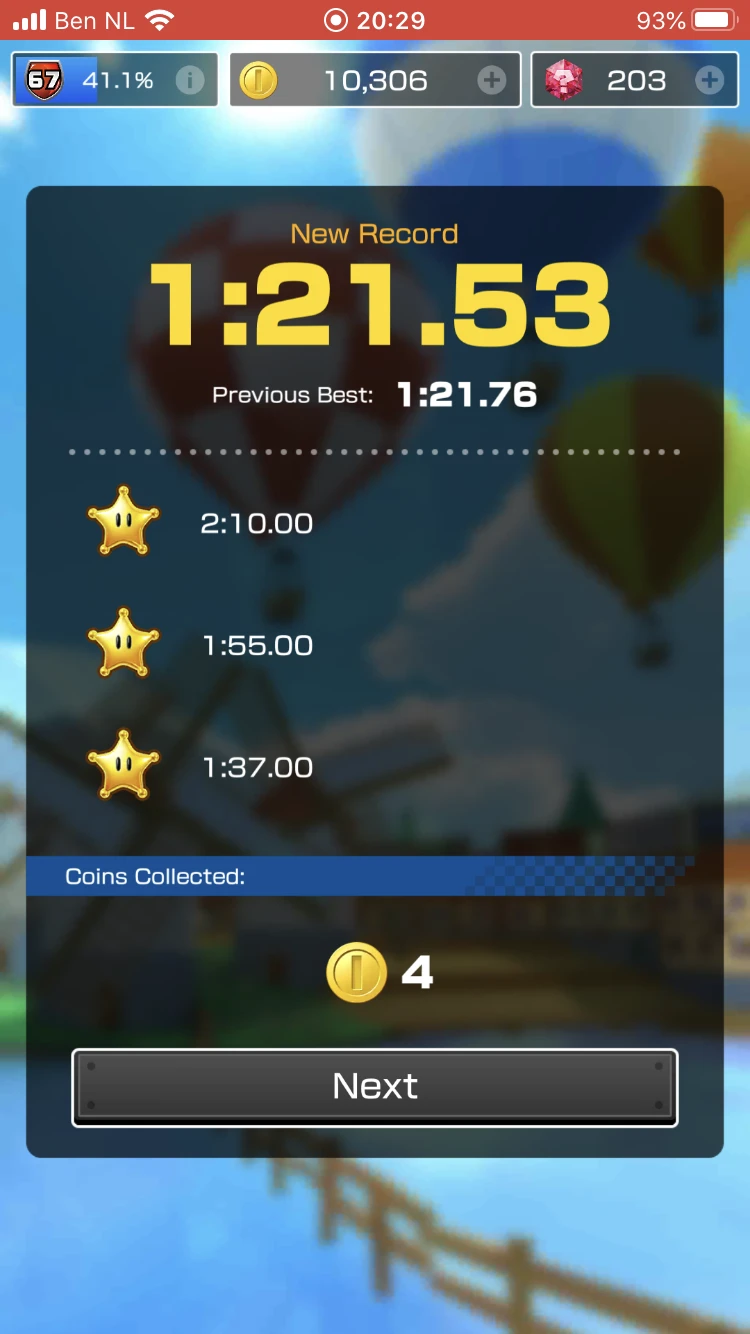 Ben NL 20:29 93%
67 41.1% i 10,306 + 203 +
New Record
1:21.53
Previous Best: 1:21.76
2:10.00
1:55.00
1:37.00
Coins Collected:
4
Next